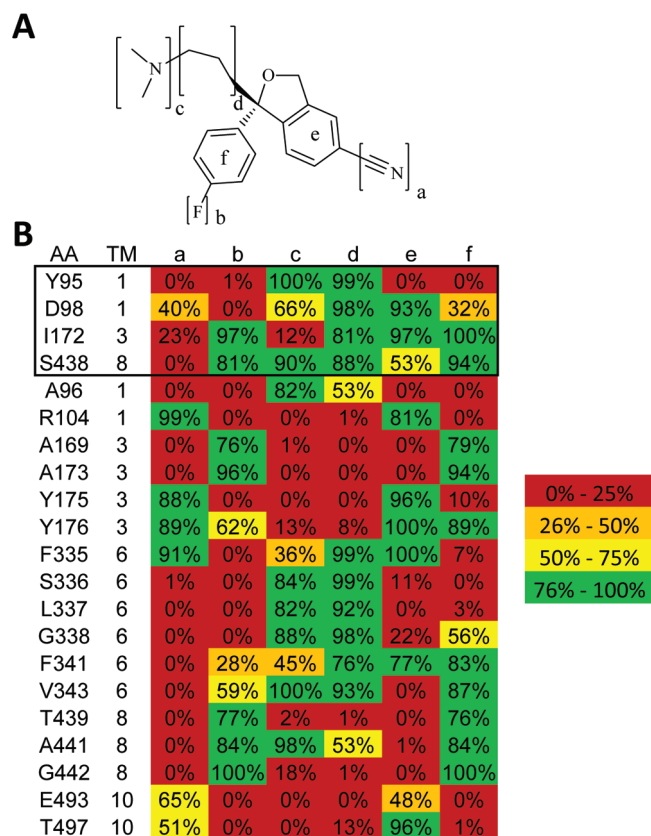 A
N
O
[ ]c [ ]d
e
f
N
[ ]a
[F]b
B
AA TM a b c d e f
Y95 1 0% 1% 100% 99% 0% 0%
D98 1 40% 0% 66% 98% 93% 32%
I172 3 23% 97% 12% 81% 97% 100%
S438 8 0% 81% 90% 88% 53% 94%
A96 1 0% 0% 82% 53% 0% 0%
R104 1 99% 0% 0% 1% 81% 0%
A169 3 0% 76% 1% 0% 0% 79%
A173 3 0% 96% 0% 0% 0% 94%
Y175 3 88% 0% 0% 0% 96% 10%
Y176 3 89% 62% 13% 8% 100% 89%
F335 6 91% 0% 36% 99% 100% 7%
S336 6 1% 0% 84% 99% 11% 0%
L337 6 0% 0% 82% 92% 0% 3%
G338 6 0% 0% 88% 98% 22% 56%
F341 6 0% 28% 45% 76% 77% 83%
V343 6 0% 59% 100% 93% 0% 87%
T439 8 0% 77% 2% 1% 0% 76%
A441 8 0% 84% 98% 53% 1% 84%
G442 8 0% 100% 18% 1% 0% 100%
E493 10 65% 0% 0% 0% 48% 0%
T497 10 51% 0% 0% 13% 96% 1%
0% - 25%
26% - 50%
50% - 75%
76% - 100%